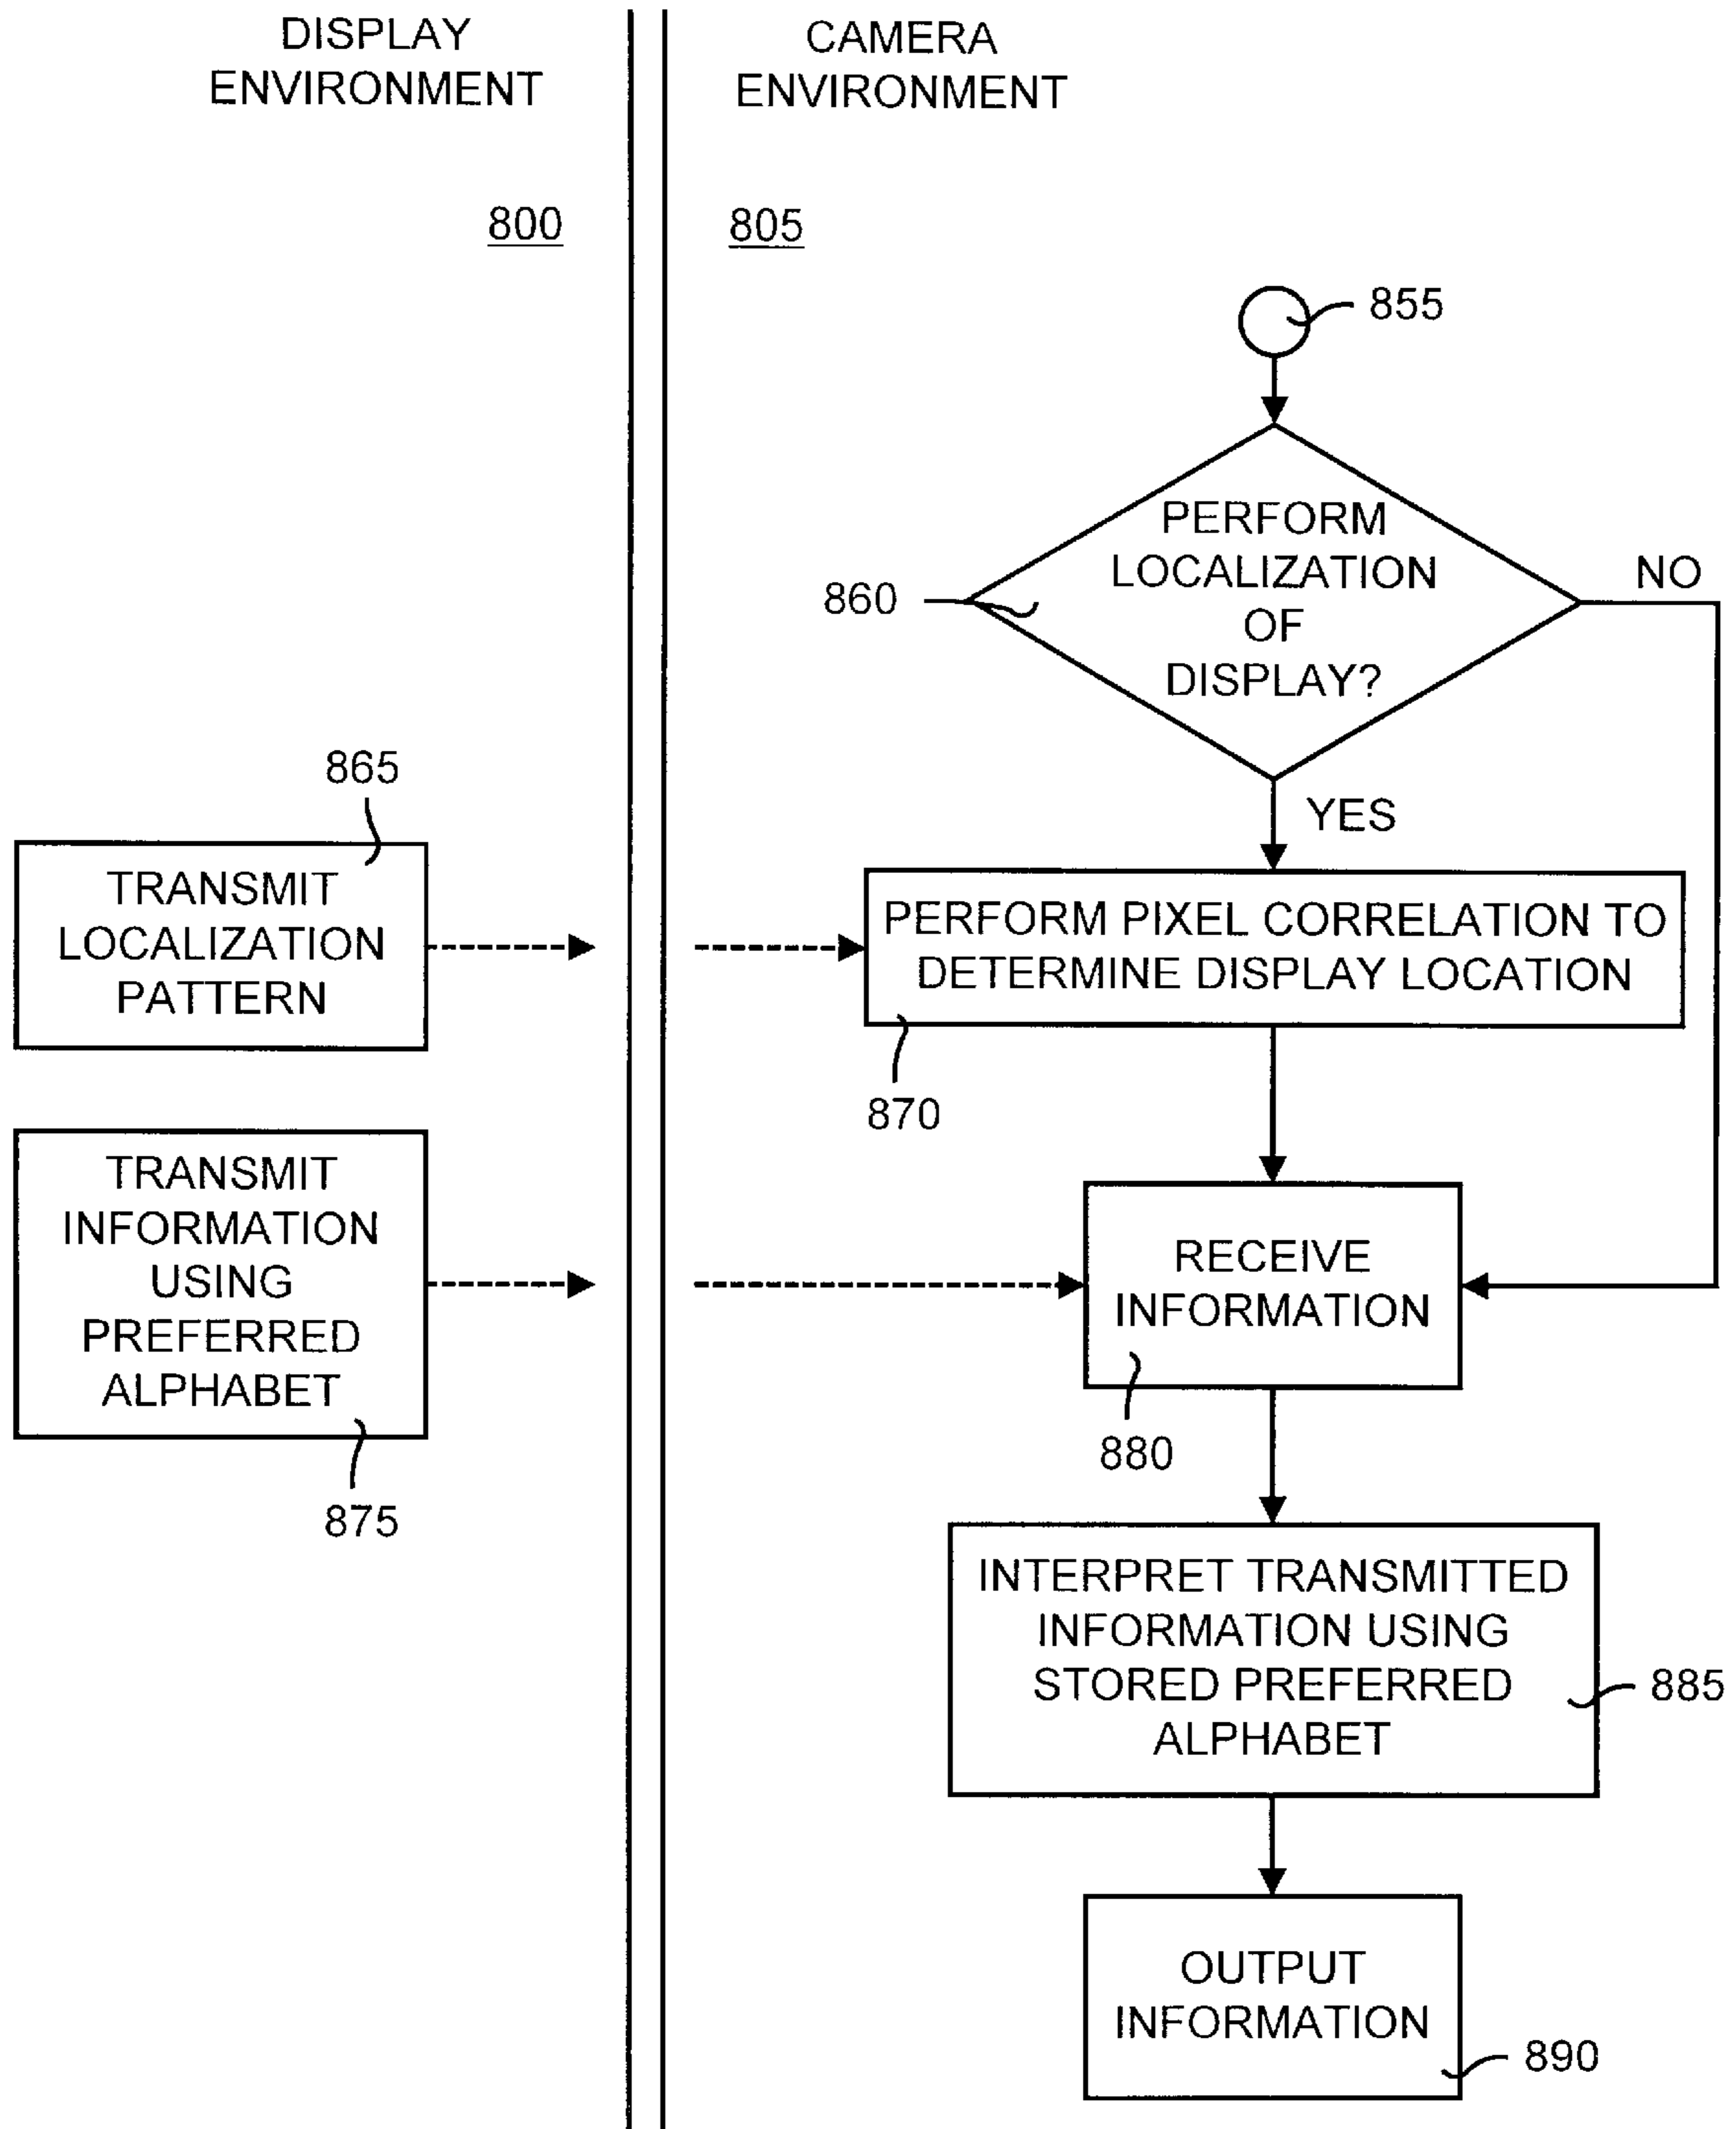 DISPLAY
ENVIRONMENT
CAMERA
ENVIRONMENT
800
805
855
PERFORM
LOCALIZATION
OF
DISPLAY?
860
NO
YES
865
TRANSMIT
LOCALIZATION
PATTERN
PERFORM PIXEL CORRELATION TO
DETERMINE DISPLAY LOCATION
870
TRANSMIT
INFORMATION
USING
PREFERRED
ALPHABET
875
RECEIVE
INFORMATION
880
INTERPRET TRANSMITTED
INFORMATION USING
STORED PREFERRED
ALPHABET
885
OUTPUT
INFORMATION
890